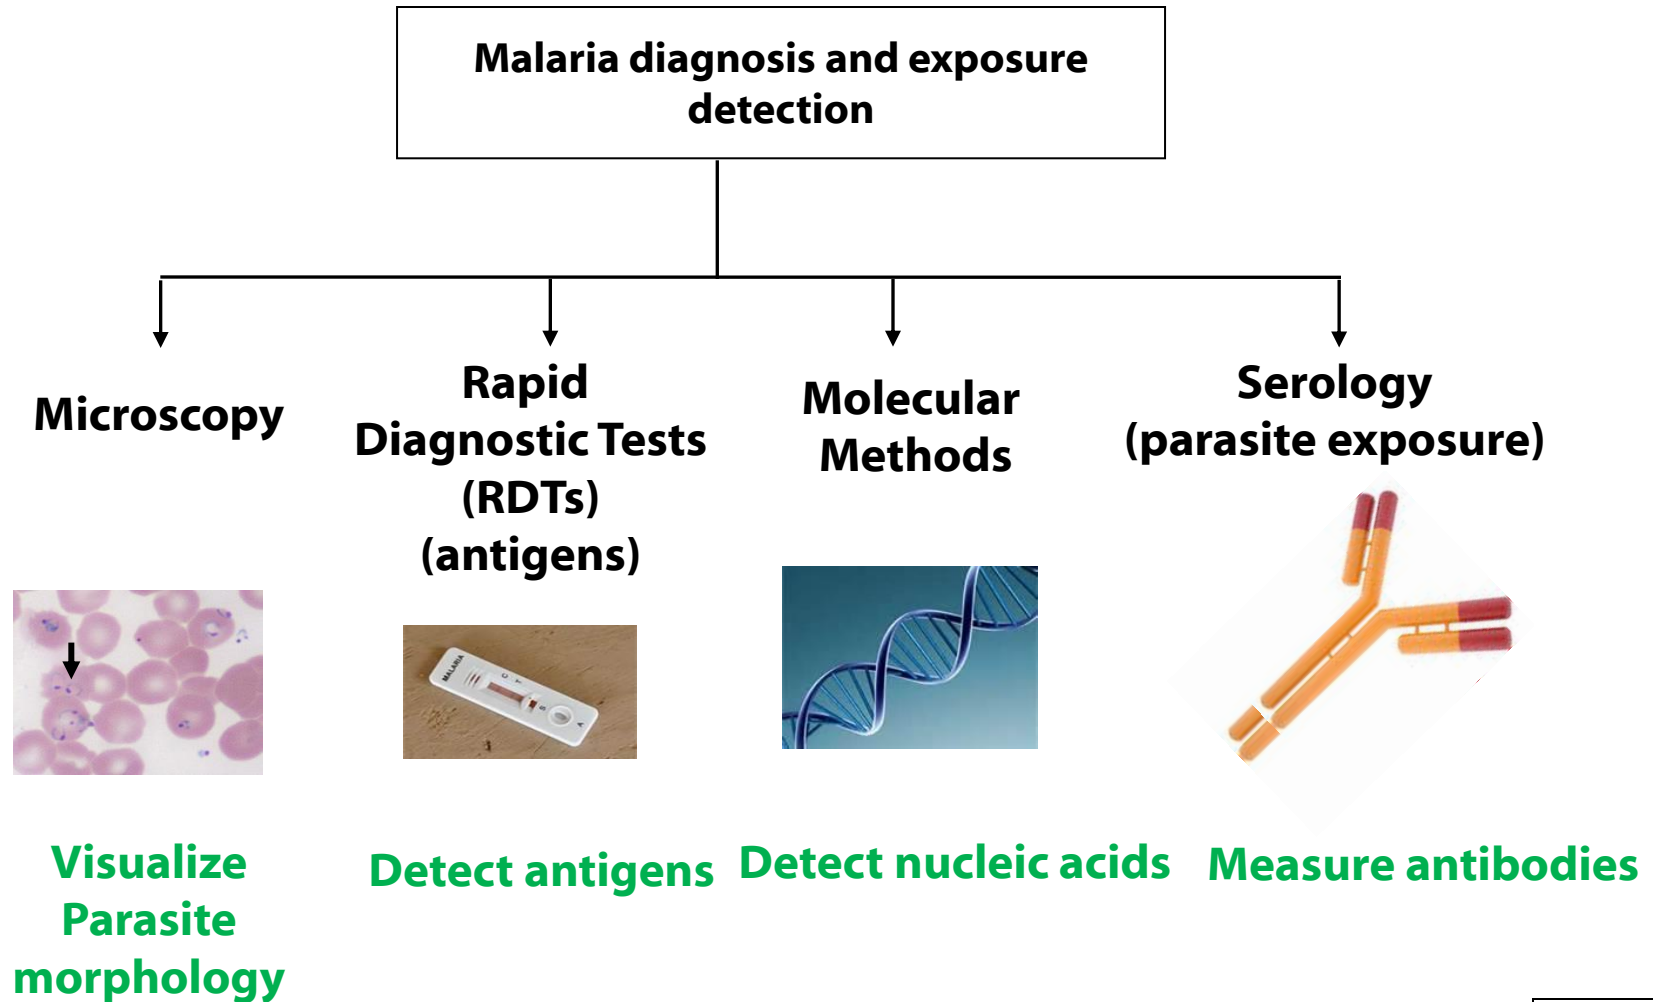 Malaria diagnosis and exposure
detection
Microscopy
Rapid
Diagnostic Tests
(RDTs)
(antigens)
Molecular
Methods
Serology
(parasite exposure)
MALARIA
C
T
S
A
Visualize
Parasite
morphology
Detect antigens
Detect nucleic acids
Measure antibodies